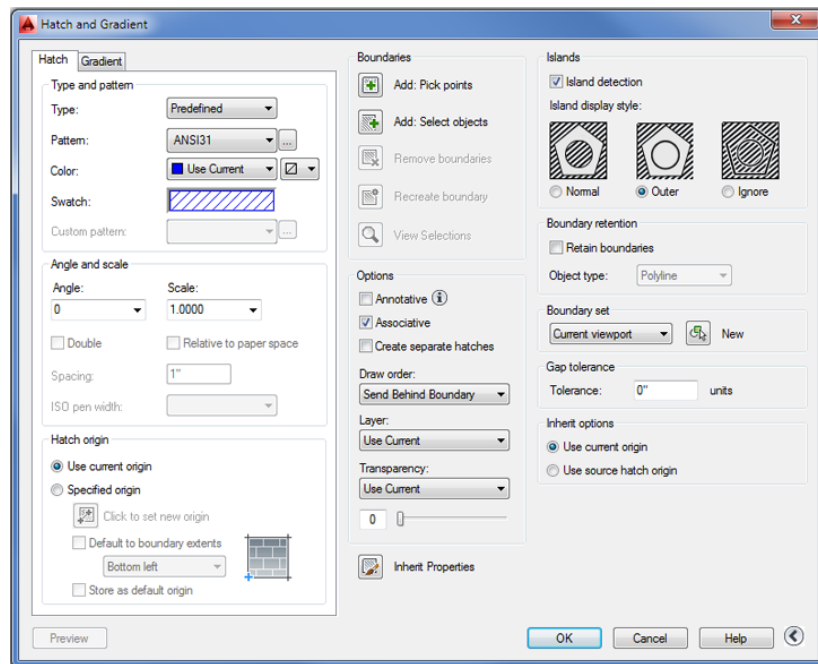 Hatch and Gradient
Hatch
Gradient
Type and pattern
Type:
Predefined
Pattern:
ANSI31
...
Color:
Use Current
Swatch:
Custom pattern:
...
Angle and scale
Angle:
Scale:
0
1.0000
Double
Relative to paper space
Spacing:
1"
ISO pen width:
Hatch origin
Use current origin
Specified origin
Click to set new origin
Default to boundary extents
Bottom left
Store as default origin
Preview
Boundaries
Add: Pick points
Add: Select objects
Remove boundaries
Recreate boundary
View Selections
Options
Annotative
Associative
Create separate hatches
Draw order:
Send Behind Boundary
Layer:
Use Current
Transparency:
Use Current
0
Inherit Properties
Islands
Island detection
Island display style:
Normal
Outer
Ignore
Boundary retention
Retain boundaries
Object type:
Polyline
Boundary set
Current viewport
New
Gap tolerance
Tolerance:
0"
units
Inherit options
Use current origin
Use source hatch origin
OK
Cancel
Help